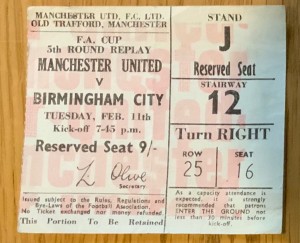 MANCHESTER UTD. F.C. LTD.
OLD TRAFFORD, MANCHESTER
F.A. CUP
5th ROUND REPLAY
MANCHESTER UNITED
V
BIRMINGHAM CITY
TUESDAY, FEB. 11th
Kick-off 7-45 p.m.
Reserved Seat 9/-
L. Olive
Secretary
Issued subject to the Rules, Regulations and
Bye-Laws of the Football Association.
No Ticket exchanged nor money refunded.
This Portion To Be Retained
STAND
J
Reserved Seat
STAIRWAY
12
Turn RIGHT
ROW
25
SEAT
16
As a capacity attendance is
expected, it is strongly
recommended that patrons
ENTER THE GROUND not
less than 30 minutes before
kick-off.